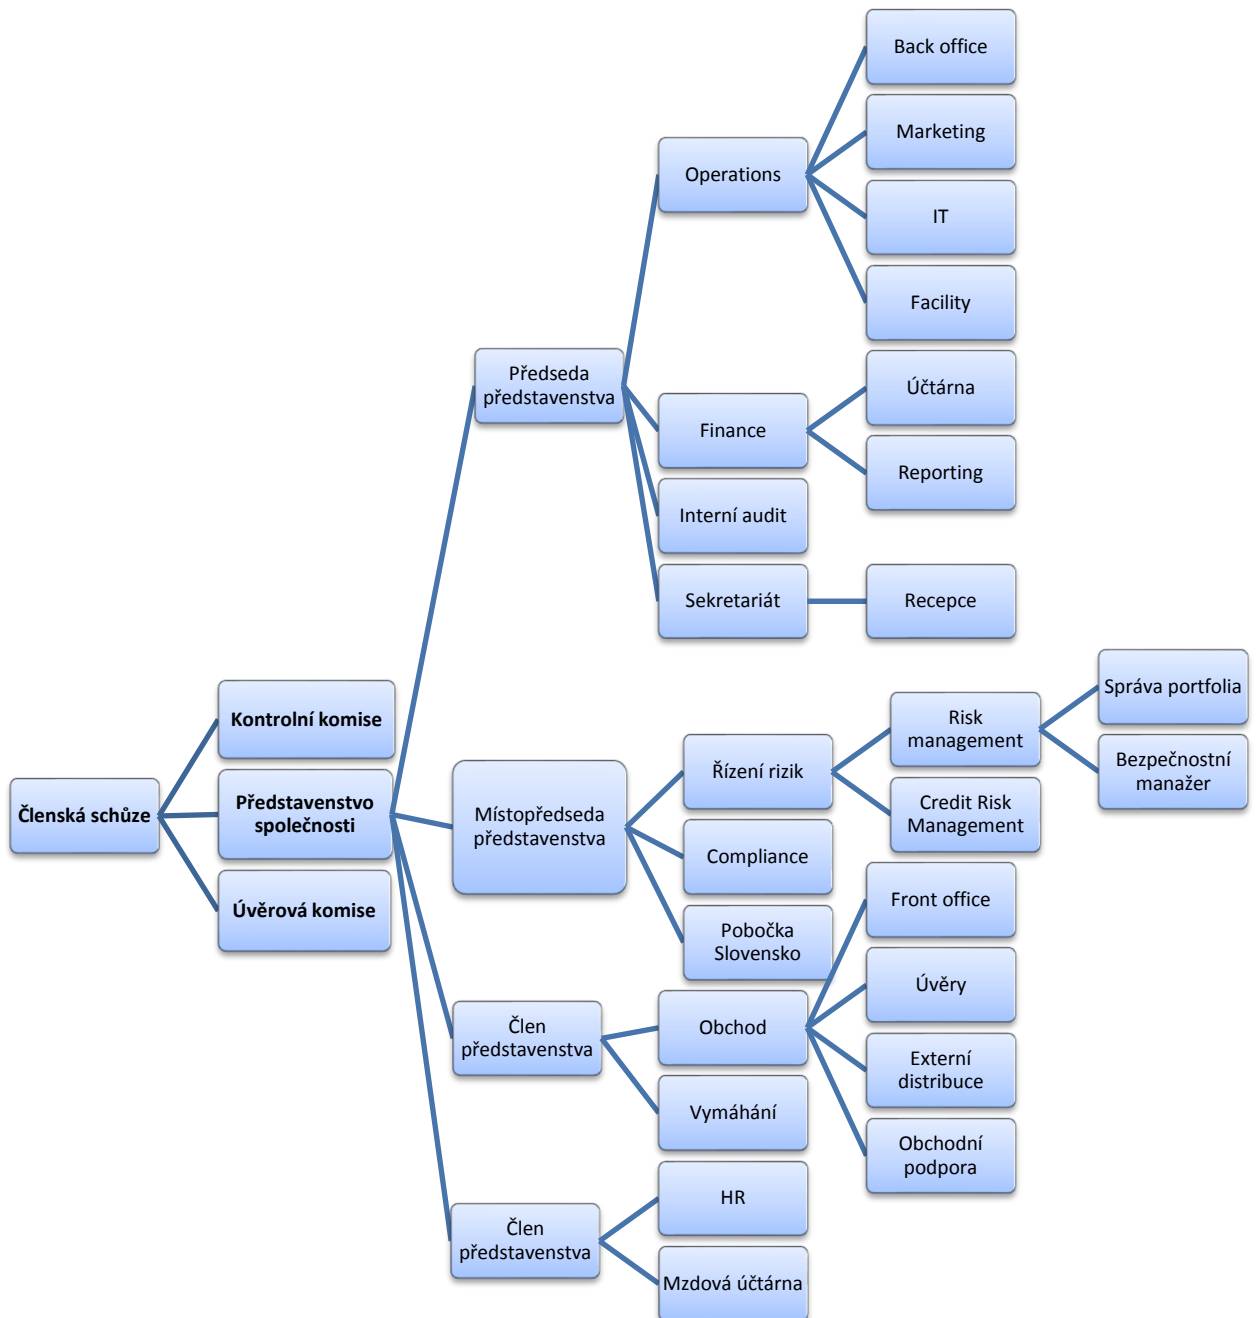 Back office
Marketing
Operations
IT
Facility
Předseda
představenstva
Účtárna
Finance
Reporting
Interní audit
Sekretariát
Recepce
Správa portfolia
Kontrolní komise
Risk
management
Řízení rizik
Bezpečnostní
manažer
Členská schůze
Představenstvo
společnosti
Místopředseda
představenstva
Credit Risk
Management
Compliance
Úvěrová komise
Front office
Pobočka
Slovensko
Úvěry
Člen
představenstva
Obchod
Externí
distribuce
Vymáhání
Obchodní
podpora
HR
Člen
představenstva
Mzdová účtárna